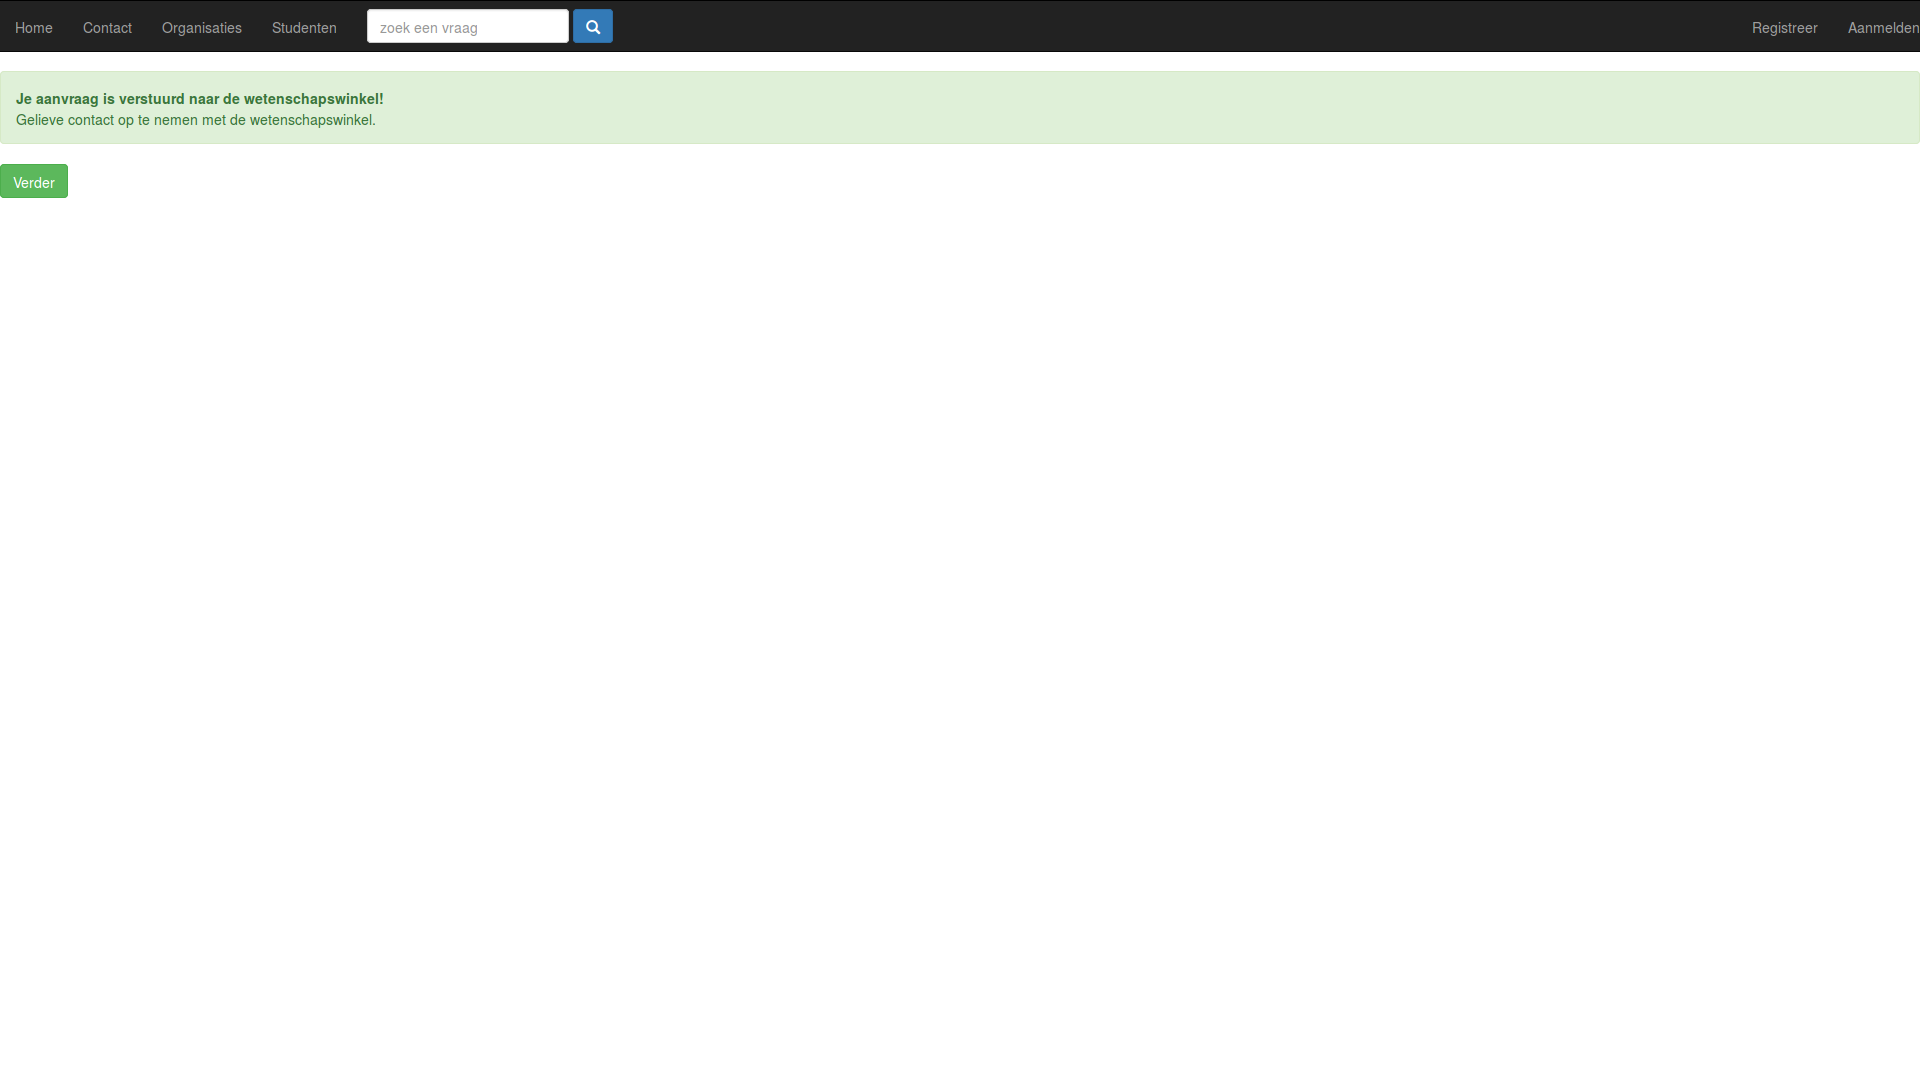 Home Contact Organisaties Studenten zoek een vraag Registreer Aanmelden
Je aanvraag is verstuurd naar de wetenschapswinkel!
Gelieve contact op te nemen met de wetenschapswinkel.
Verder